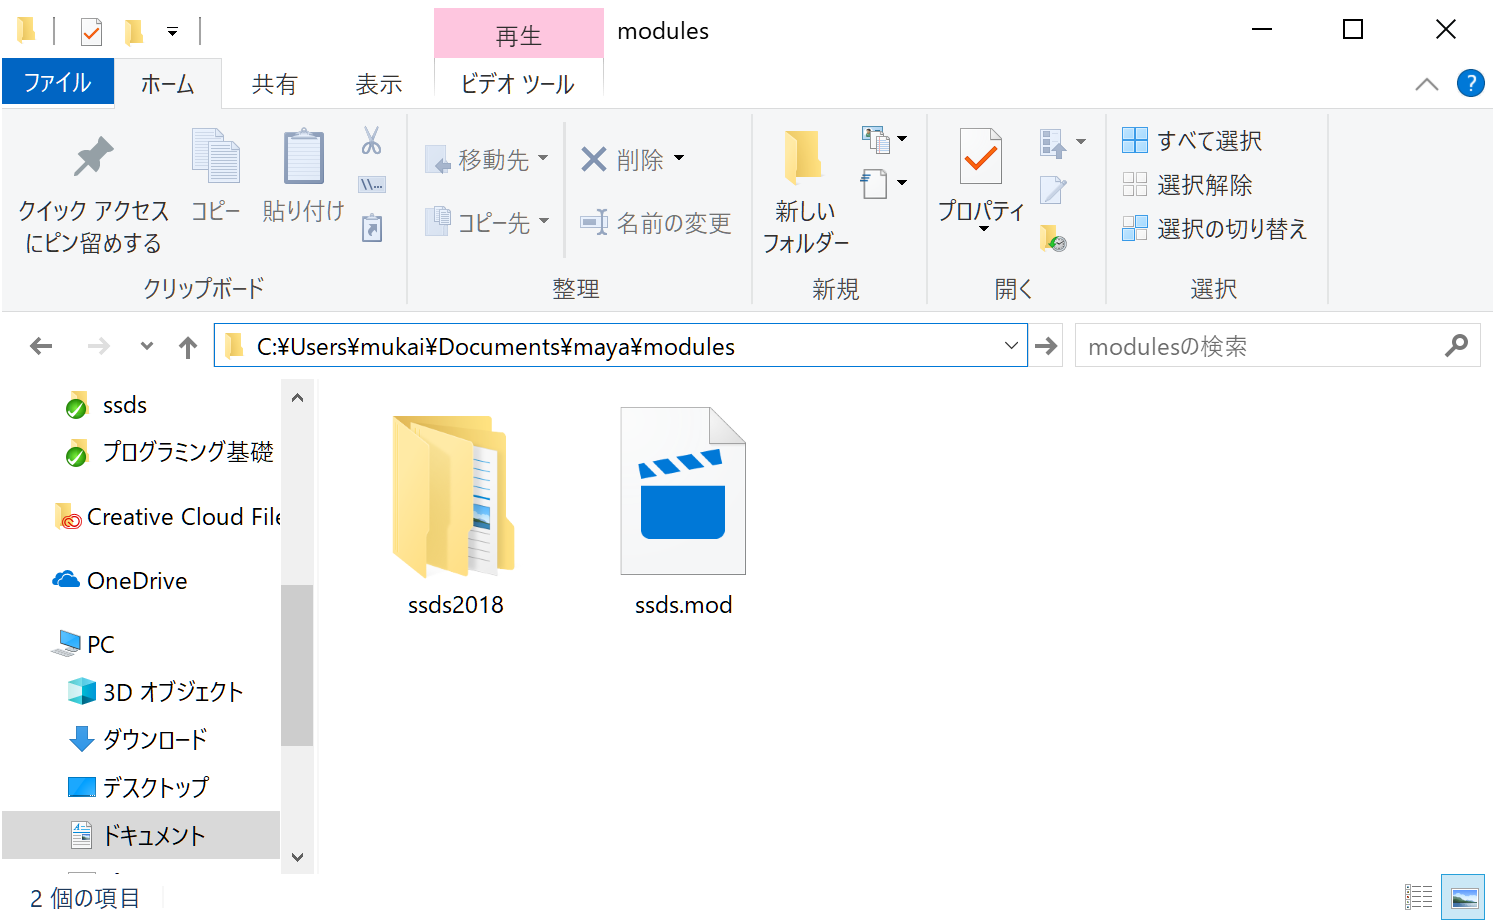 再生
modules
ファイル
ホーム
共有
表示
ビデオ ツール
クイック アクセス
にピン留めする
コピー
貼り付け
クリップボード
移動先
コピー先
削除
名前の変更
整理
新しい
フォルダー
新規
プロパティ
開く
すべて選択
選択解除
選択の切り替え
選択
C:¥Users¥mukai¥Documents¥maya¥modules
modulesの検索
ssds
プログラミング基礎
Creative Cloud File
OneDrive
PC
3D オブジェクト
ダウンロード
デスクトップ
ドキュメント
ssds2018
ssds.mod
2 個の項目